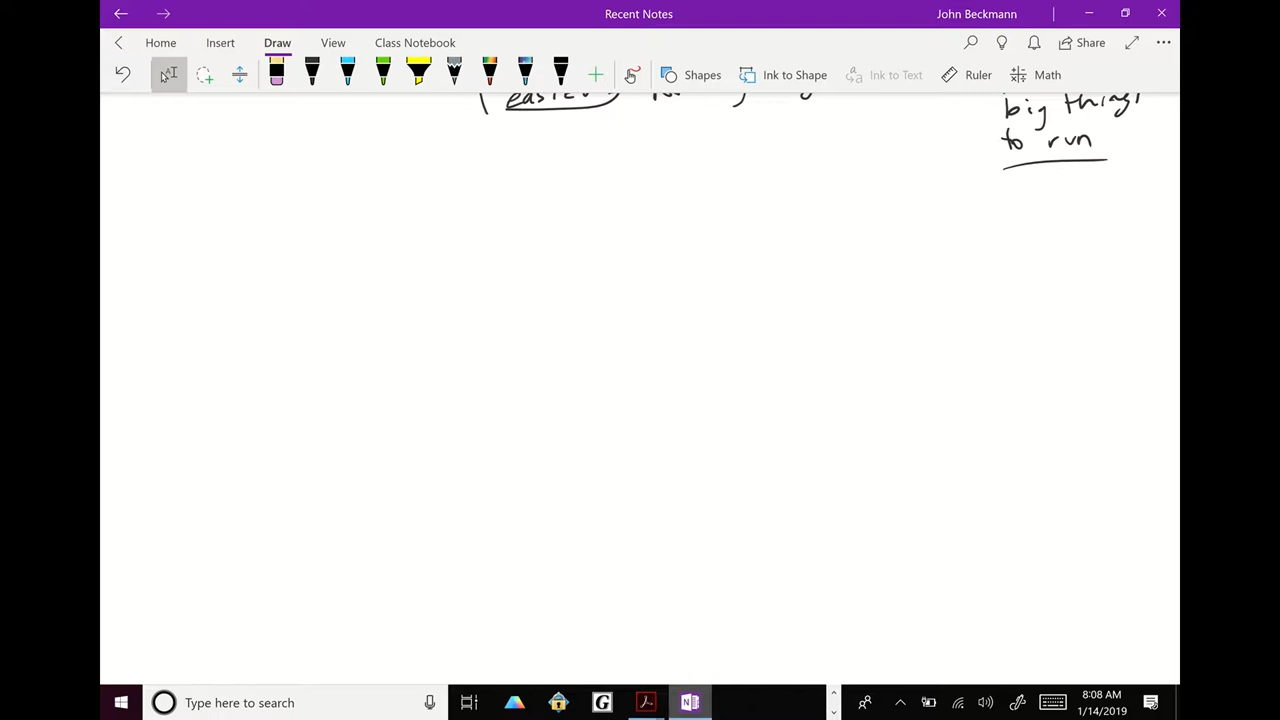 Recent Notes
John Beckmann
Home
Insert
Draw
View
Class Notebook
Share
Shapes
Ink to Shape
Ink to Text
Ruler
Math
easier
big things
to run
Type here to search
G
N
8:08 AM
1/14/2019